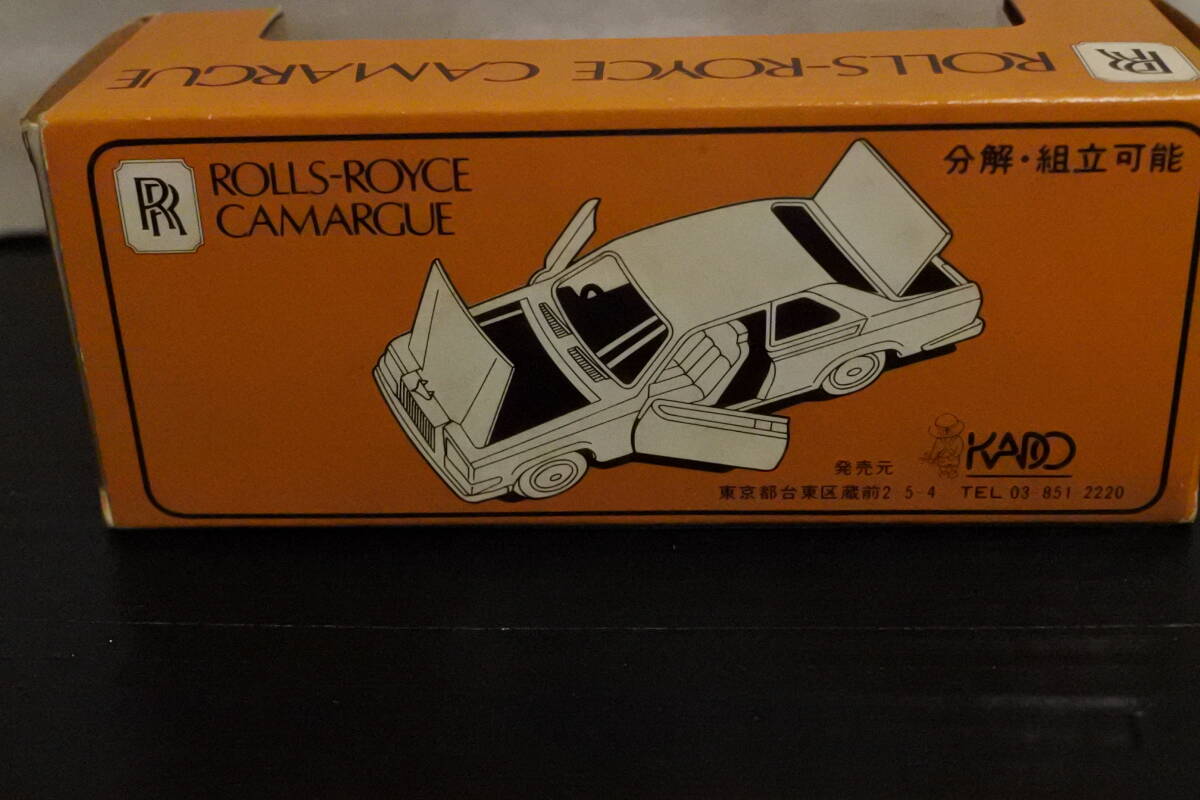 ROLLS-ROYCE CAMARGUE
RR
RR
ROLLS-ROYCE
CAMARGUE
分解・組立可能
発売元
KADO
東京都台東区蔵前2-5-4 TEL 03-851-2220